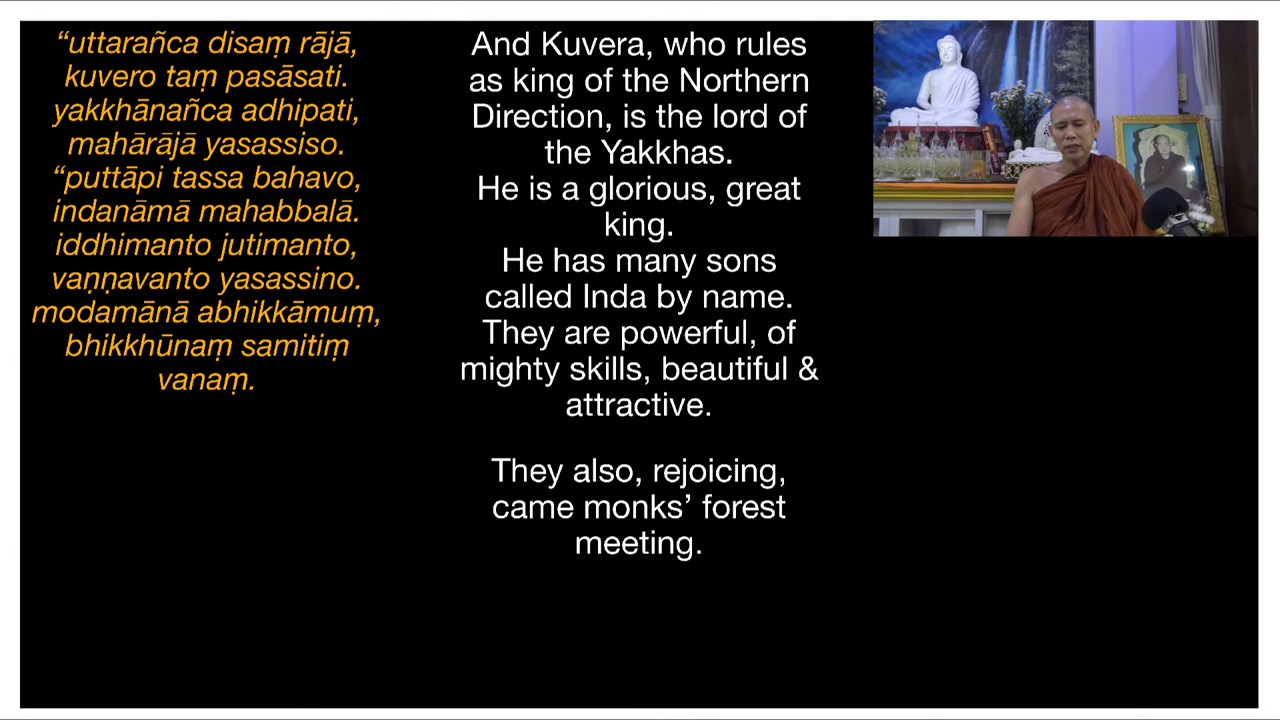 “uttarañca disaṃ rājā,
kuvero taṃ pasāsati.
yakkhānañca adhipati,
mahārājā yasassiso.
“puttāpi tassa bahavo,
indanāmā mahabbalā.
iddhimanto jutimanto,
vaṇṇavanto yasassino.
modamānā abhikkāmuṃ,
bhikkhūnaṃ samitiṃ
vanaṃ.
And Kuvera, who rules
as king of the Northern
Direction, is the lord of
the Yakkhas.
He is a glorious, great
king.
He has many sons
called Inda by name.
They are powerful, of
mighty skills, beautiful &
attractive.
They also, rejoicing,
came monks’ forest
meeting.